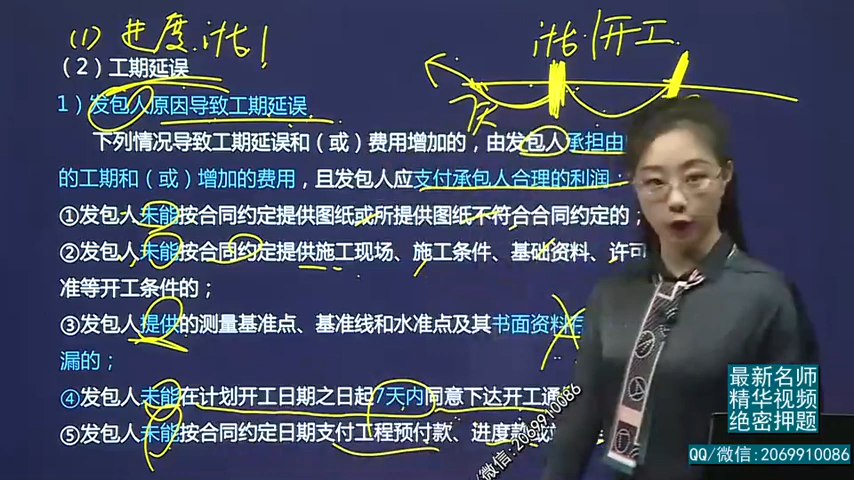 (1) 进度计划
计划开工
7天
（2）工期延误
1）发包人原因导致工期延误
下列情况导致工期延误和（或）费用增加的，由发包人承担由
的工期和（或）增加的费用，且发包人应支付承包人合理的利润：
①发包人未能按合同约定提供图纸或所提供图纸不符合合同约定的；
②发包人未能按合同约定提供施工现场、施工条件、基础资料、许可
准等开工条件的；
③发包人提供的测量基准点、基准线和水准点及其书面资料存
漏的；
④发包人未能在计划开工日期之日起7天内同意下达开工通
⑤发包人未能按合同约定日期支付工程预付款、进度款或
最新名师
精华视频
绝密押题
QQ/微信:2069910086
/微信:2069910086